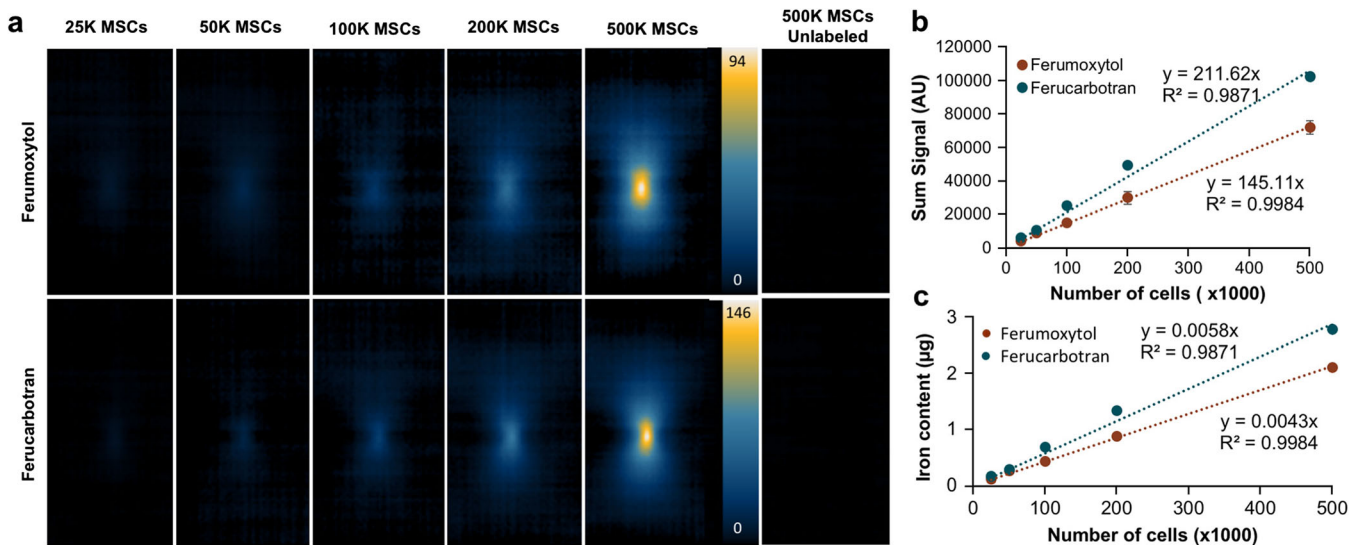 a
25K MSCs
50K MSCs
100K MSCs
200K MSCs
500K MSCs
500K MSCs
Unlabeled
Ferumoxytol
94
0
Ferucarbotran
146
0
b
120000
100000
80000
60000
40000
20000
0
Sum Signal (AU)
Ferumoxytol
Ferucarbotran
y = 211.62x
R² = 0.9871
y = 145.11x
R² = 0.9984
0
100
200
300
400
500
Number of cells ( x1000)
c
3
2
1
0
Iron content (µg)
Ferumoxytol
Ferucarbotran
y = 0.0058x
R² = 0.9871
y = 0.0043x
R² = 0.9984
0
100
200
300
400
500
Number of cells (x1000)